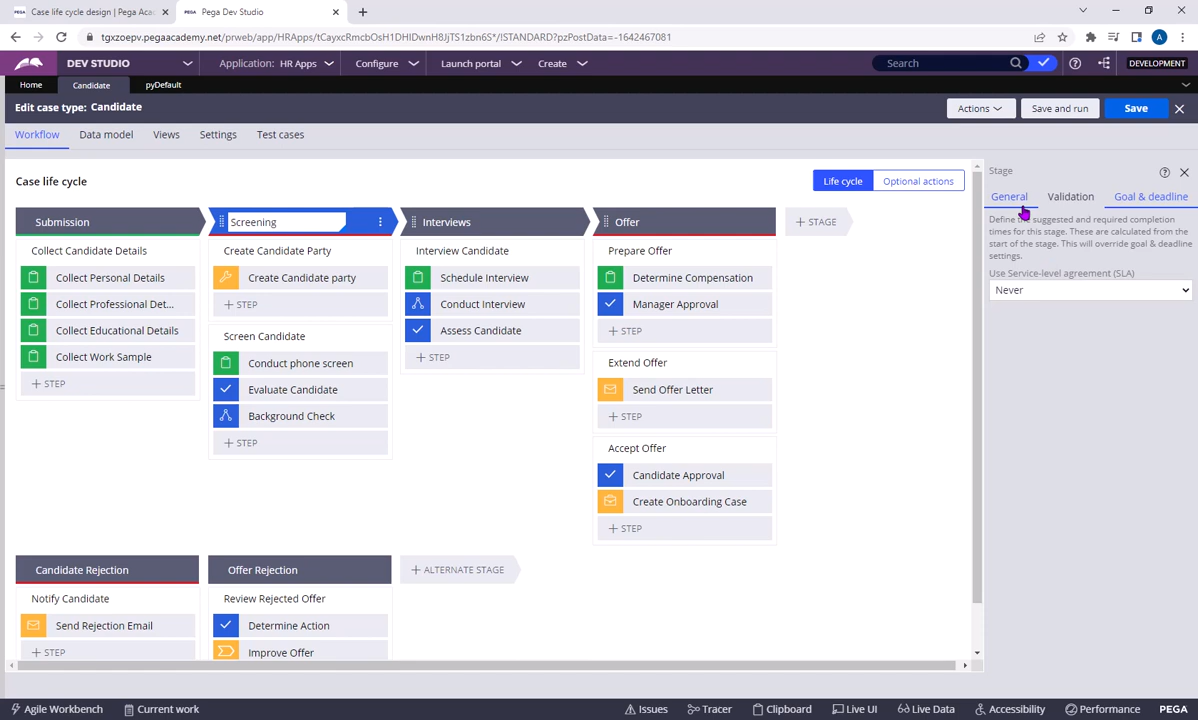 Case life cycle design | Pega Aca
Pega Dev Studio
tgxzoepv.pegaacademy.net/prweb/app/HRApps/tCayxcRmcbOsH1DHIDwnH8JjTS1zbn6S*/!STANDARD?pzPostData=-1642467081
A
DEV STUDIO
Application: HR Apps
Configure
Launch portal
Create
Search
DEVELOPMENT
Home
Candidate
pyDefault
Edit case type: Candidate
Actions
Save and run
Save
Workflow
Data model
Views
Settings
Test cases
Case life cycle
Life cycle
Optional actions
Submission
Screening
Interviews
Offer
+ STAGE
Collect Candidate Details
Collect Personal Details
Collect Professional Det...
Collect Educational Details
Collect Work Sample
+ STEP
Create Candidate Party
Create Candidate party
+ STEP
Screen Candidate
Conduct phone screen
Evaluate Candidate
Background Check
+ STEP
Interview Candidate
Schedule Interview
Conduct Interview
Assess Candidate
+ STEP
Prepare Offer
Determine Compensation
Manager Approval
+ STEP
Extend Offer
Send Offer Letter
+ STEP
Accept Offer
Candidate Approval
Create Onboarding Case
+ STEP
Candidate Rejection
Offer Rejection
+ ALTERNATE STAGE
Notify Candidate
Send Rejection Email
+ STEP
Review Rejected Offer
Determine Action
Improve Offer
Stage
General
Validation
Goal & deadline
Define the suggested and required completion
times for this stage. These are calculated from the
start of the stage. This will override goal & deadline
settings.
Use Service-level agreement (SLA)
Never
Agile Workbench
Current work
Issues
Tracer
Clipboard
Live UI
Live Data
Accessibility
Performance
PEGA